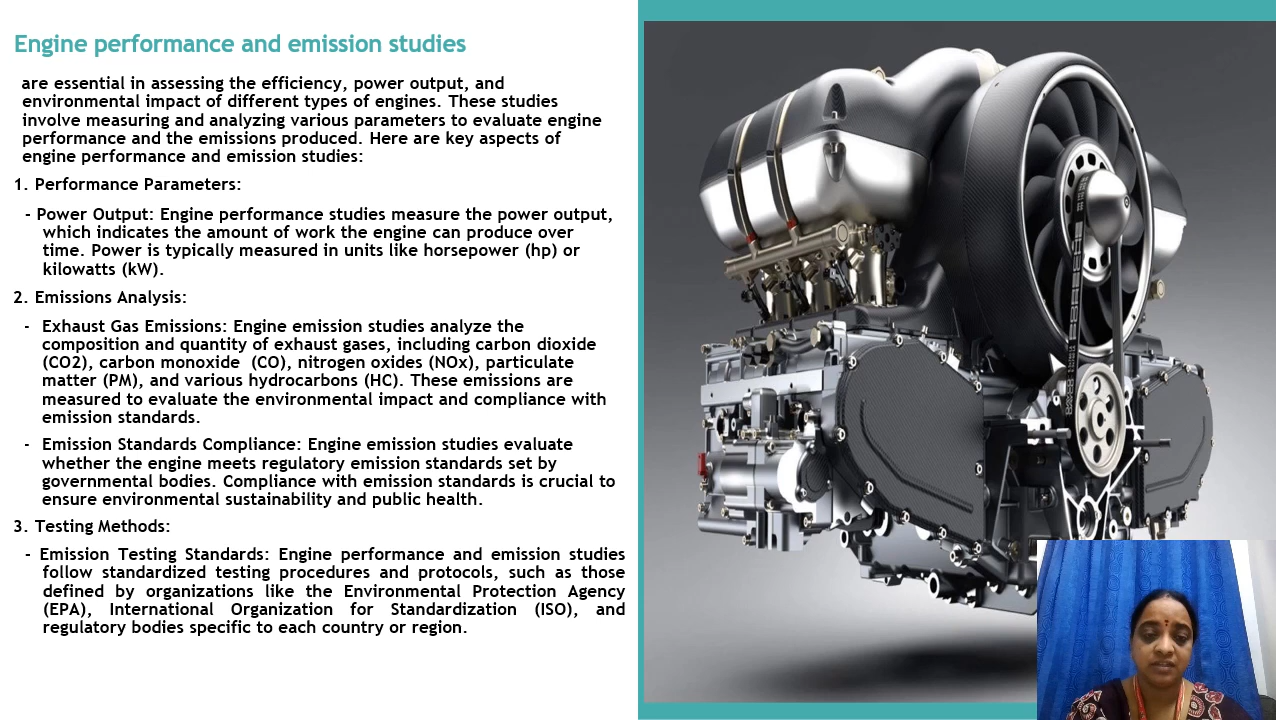 Engine performance and emission studies
are essential in assessing the efficiency, power output, and
environmental impact of different types of engines. These studies
involve measuring and analyzing various parameters to evaluate engine
performance and the emissions produced. Here are key aspects of
engine performance and emission studies:
1. Performance Parameters:
- Power Output: Engine performance studies measure the power output,
which indicates the amount of work the engine can produce over
time. Power is typically measured in units like horsepower (hp) or
kilowatts (kW).
2. Emissions Analysis:
- Exhaust Gas Emissions: Engine emission studies analyze the
composition and quantity of exhaust gases, including carbon dioxide
(CO2), carbon monoxide (CO), nitrogen oxides (NOx), particulate
matter (PM), and various hydrocarbons (HC). These emissions are
measured to evaluate the environmental impact and compliance with
emission standards.
- Emission Standards Compliance: Engine emission studies evaluate
whether the engine meets regulatory emission standards set by
governmental bodies. Compliance with emission standards is crucial to
ensure environmental sustainability and public health.
3. Testing Methods:
- Emission Testing Standards: Engine performance and emission studies
follow standardized testing procedures and protocols, such as those
defined by organizations like the Environmental Protection Agency
(EPA), International Organization for Standardization (ISO), and
regulatory bodies specific to each country or region.